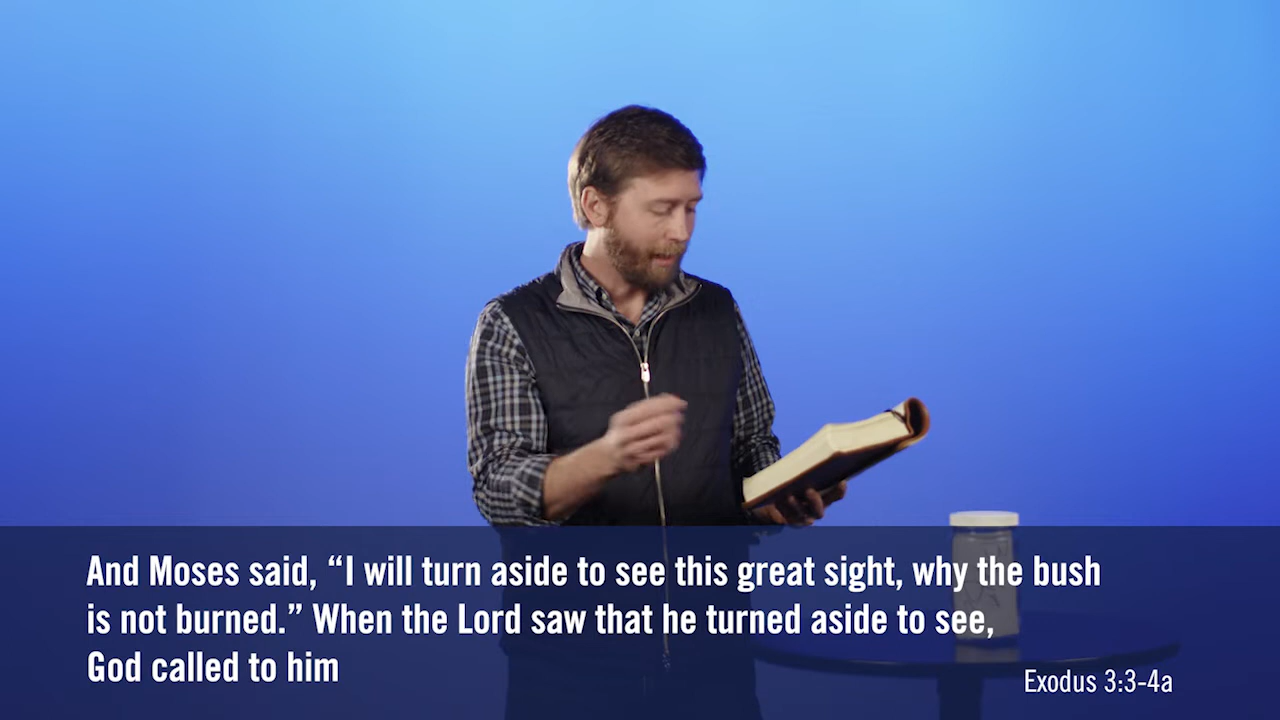 And Moses said, “I will turn aside to see this great sight, why the bush
is not burned.” When the Lord saw that he turned aside to see,
God called to him
Exodus 3:3-4a